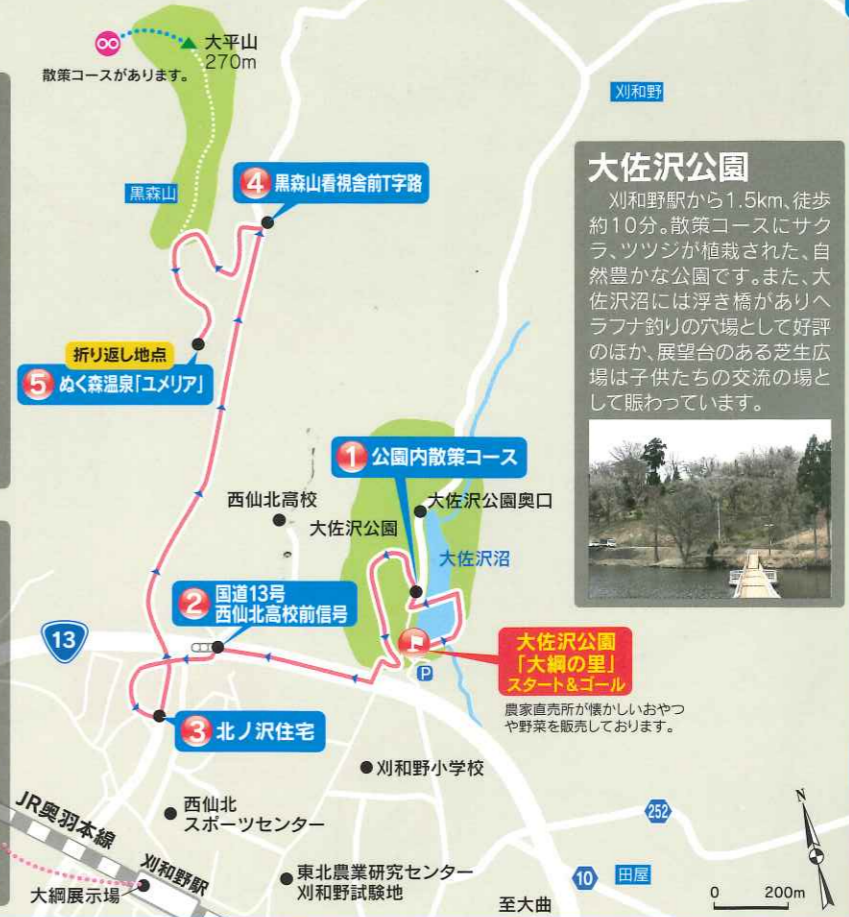 大平山
270m
散策コースがあります。
刈和野
黒森山
4 黒森山看視舎前T字路
大佐沢公園
刈和野駅から1.5km、徒歩
約10分。散策コースにサク
ラ、ツツジが植栽された、自
然豊かな公園です。また、大
佐沢沼には浮き橋がありヘ
ラブナ釣りの穴場として好評
のほか、展望台のある芝生広
場は子供たちの交流の場と
して賑わっています。
折り返し地点
5 ぬく森温泉「ユメリア」
1 公園内散策コース
西仙北高校
大佐沢公園奥口
大佐沢公園
大佐沢沼
2 国道13号
西仙北高校前信号
13
大佐沢公園
「大綱の里」
スタート&ゴール
P
農家直売所が懐かしいおやつ
や野菜を販売しております。
3 北ノ沢住宅
刈和野小学校
西仙北
スポーツセンター
252
N
JR奥羽本線
刈和野駅
大綱展示場
東北農業研究センター
刈和野試験地
10
田屋
至大曲
0 200m